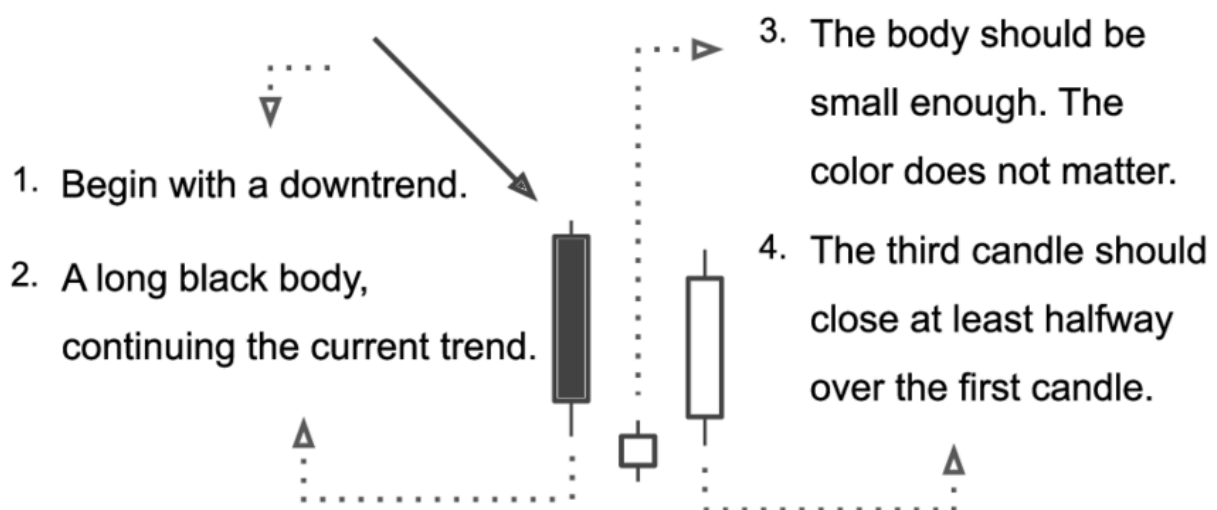 1. Begin with a downtrend.
2. A long black body,
continuing the current trend.
3. The body should be
small enough. The
color does not matter.
4. The third candle should
close at least halfway
over the first candle.